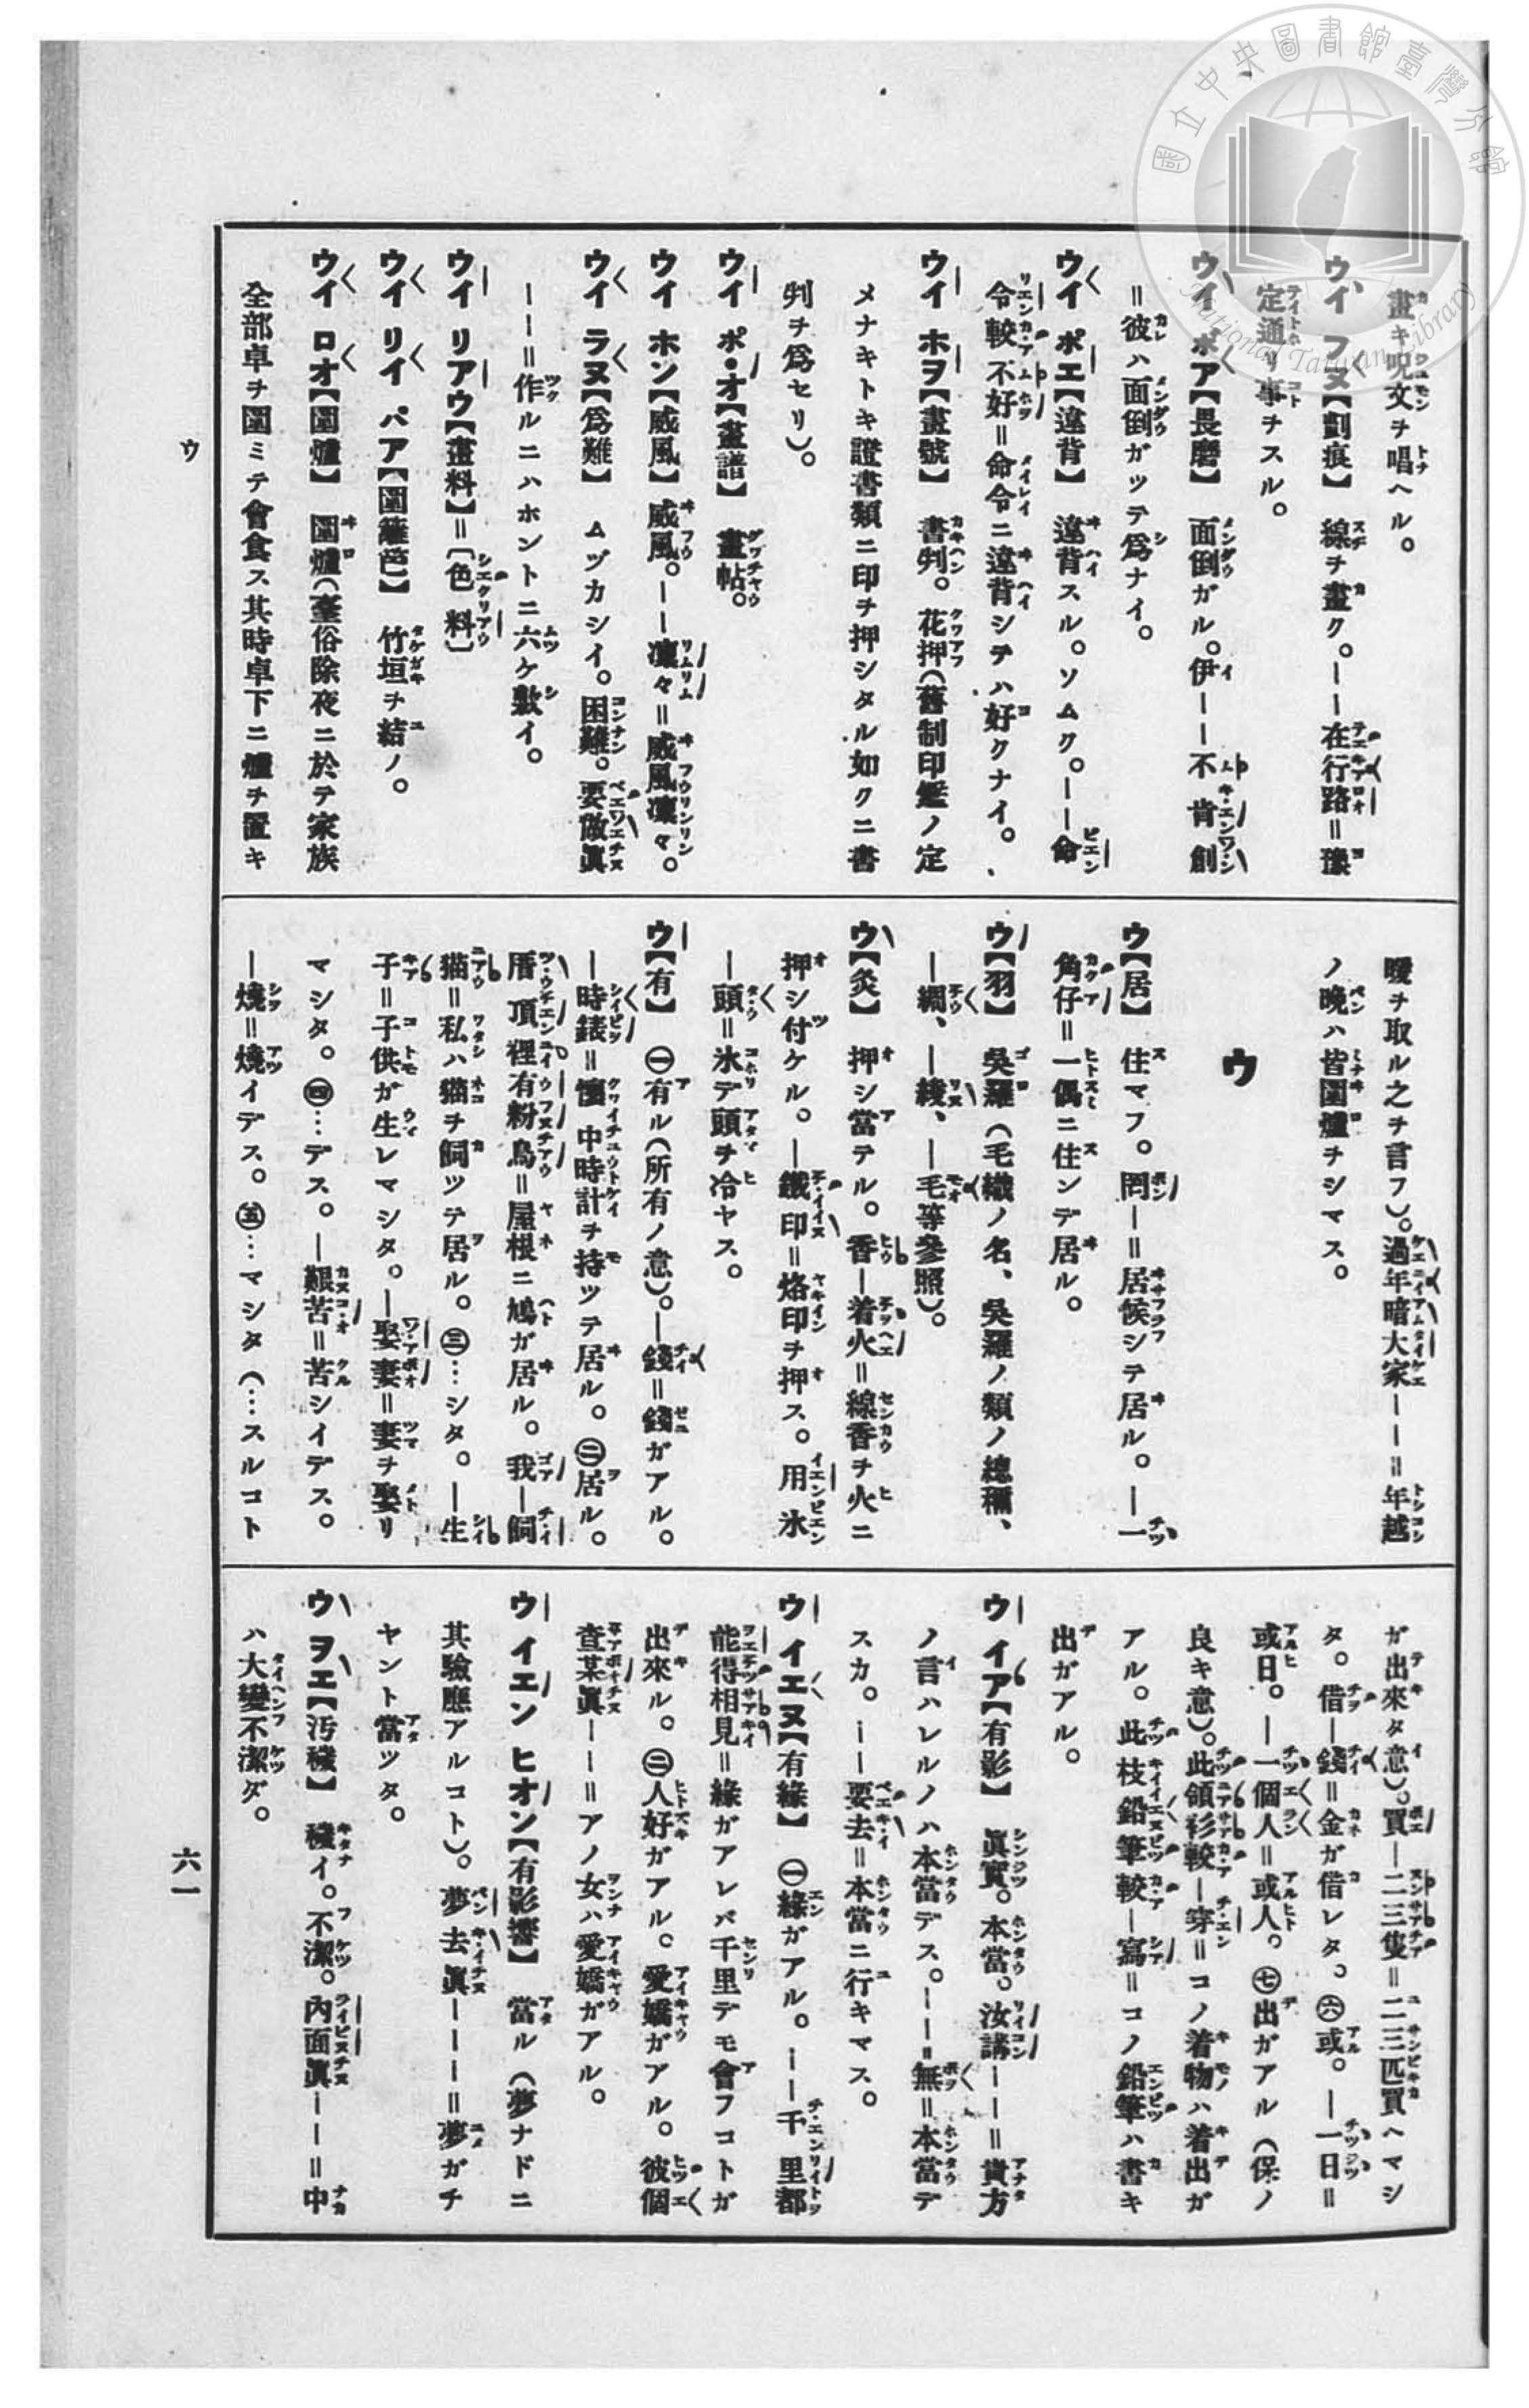 畫キ呪文ヲ唱ヘル。
ウイ フヌ【劃痕】 線ヲ畫ク。——在行路＝豫
定通リ事ヲスル。
ウイ ボア【畏磨】 面倒ガル。伊——不肯創
＝彼ハ面倒ガッテ爲ナイ。
ウイ ポエ【違背】 違背スル。ソムク。——命
令較不好＝命令ニ違背シテハ好クナイ。
ウイ ホヲ【畫號】 書判。花押（舊制印鑑ノ定
メナキトキ證書類ニ印ヲ押シタル如クニ書
判ヲ爲セリ）。
ウイ ポ・オ【畫譜】 畫帖。
ウイ ホン【威風】 威風。——凜々＝威風凜々。
ウイ ラヌ【爲難】 ムヅカシイ。困難。要做眞
——＝作ルニハホントニ六ケ敷イ。
ウイ リアウ【畫料】＝〔色料〕
ウイ リイ パア【圍籬笆】 竹垣ヲ結ノ。
ウイ ロオ【圍爐】 圍爐（臺俗除夜ニ於テ家族
全部卓ヲ圍ミテ會食ス其時卓下ニ爐ヲ置キ
暖ヲ取ル之ヲ言フ）。過年暗大家——＝年越
ノ晩ハ皆圍爐ヲシマス。
ウ
ウ【居】 住マフ。罔—＝居候シテ居ル。—一
角仔＝一偶ニ住ンデ居ル。
ウ【羽】 吳羅（毛織ノ名、吳羅ノ類ノ總稱、
—綢、—綾、—毛等參照）。
ウ【灸】 押シ當テル。香—着火＝線香ヲ火ニ
押シ付ケル。—鐵印＝烙印ヲ押ス。用氷
—頭＝氷デ頭ヲ冷ヤス。
ウ【有】 ㊀有ル（所有ノ意）。—錢＝錢ガアル。
—時錶＝懷中時計ヲ持ツテ居ル。㊁居ル。
厝頂裡有粉鳥＝屋根ニ鳩ガ居ル。我—飼
猫＝私ハ猫ヲ飼ツテ居ル。㊂…シタ。—生
子＝子供ガ生レマシタ。—娶妻＝妻ヲ娶リ
マシタ。㊃…デス。—艱苦＝苦シイデス。
—燒＝燒イデス。㊄…マシタ（…スルコト
ガ出來タ意）。買—二三隻＝二三匹買ヘマシ
タ。借—錢＝金ガ借レタ。㊅或。—一日＝
或日。—一個人＝或人。㊆出ガアル（保ノ
良キ意）。此領衫較—穿＝コノ着物ハ着出ガ
アル。此枝鉛筆較—寫＝コノ鉛筆ハ書キ
出ガアル。
ウ イア【有影】 眞實。本當。汝講——＝貴方
ノ言ハレルノハ本當デス。——＝無＝本當デ
スカ。——要去＝本當ニ行キマス。
ウ イエヌ【有緣】 ㊀緣ガアル。——千里都
能得相見＝緣ガアレバ千里デモ會フコトガ
出來ル。㊁人好ガアル。愛嬌ガアル。彼個
查某眞——＝アノ女ハ愛嬌ガアル。
ウ イエン ヒオン【有影響】 當ル（夢ナドニ
其驗應アルコト）。夢去眞———＝夢ガチ
ヤント當ツタ。
ウ ヲエ【汚穢】 穢イ。不潔。內面眞——＝中
ハ大變不潔ダ。
ウ
六一
國立中央圖書館臺灣分館
National Taiwan Library